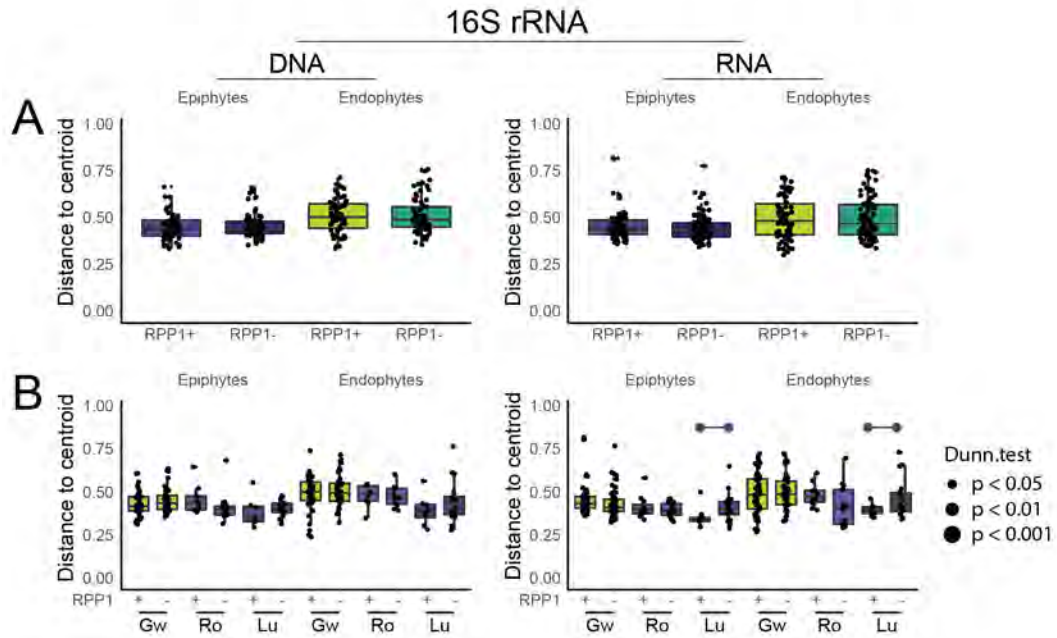 16S rRNA
DNA
RNA
A
Epiphytes Endophytes
Epiphytes Endophytes
Distance to centroid
1.00
0.75
0.50
0.25
0.00
RPP1+ RPP1- RPP1+ RPP1-
Distance to centroid
1.00
0.75
0.50
0.25
0.00
RPP1+ RPP1- RPP1+ RPP1-
B
Epiphytes Endophytes
Epiphytes Endophytes
Distance to centroid
1.00
0.75
0.50
0.25
0.00
RPP1 + - + - + - + - + - + -
Gw Ro Lu Gw Ro Lu
Distance to centroid
1.00
0.75
0.50
0.25
0.00
RPP1 + - + - + - + - + - + -
Gw Ro Lu Gw Ro Lu
Dunn.test
p < 0.05
p < 0.01
p < 0.001